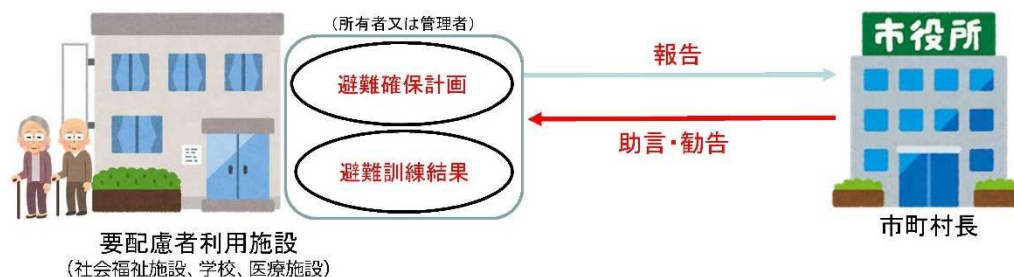 (所有者又は管理者)
避難確保計画
避難訓練結果
報告
助言・勧告
市役所
要配慮者利用施設
(社会福祉施設、学校、医療施設)
市町村長